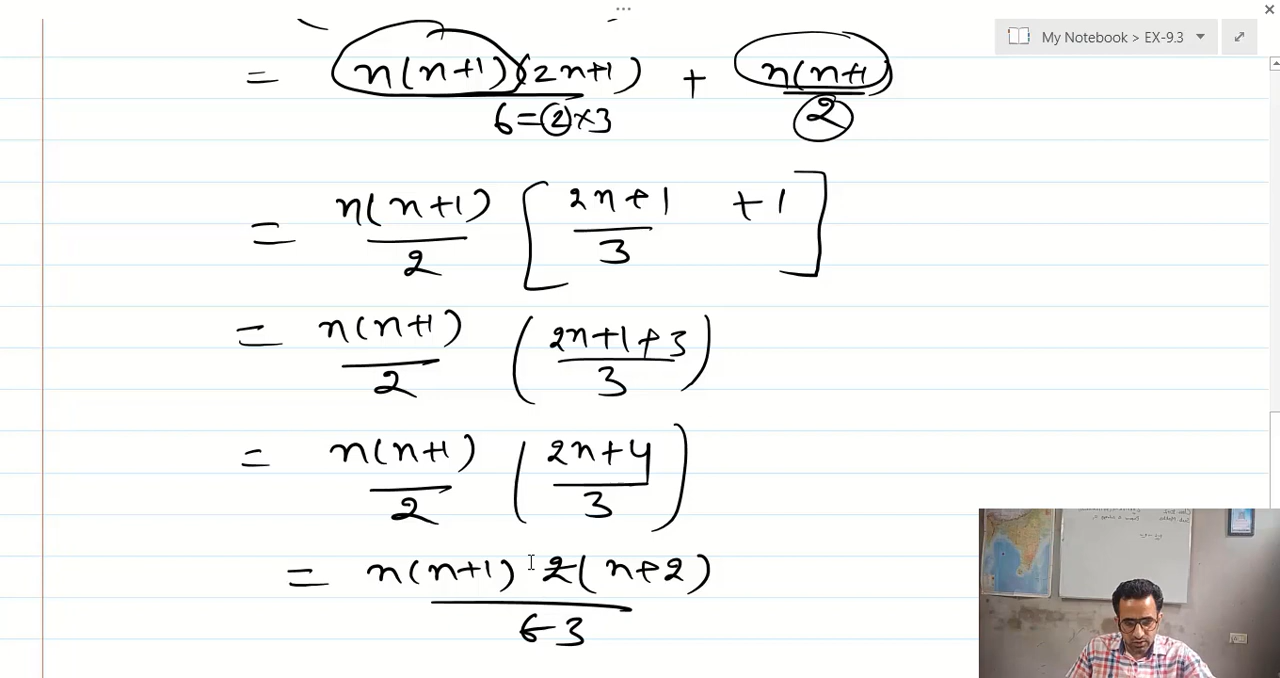 My Notebook > EX-9.3
= n(n+1)(2n+1) + n(n+1)
6=2×3 2
= n(n+1) [ 2n+1 +1 ]
2 3
= n(n+1) ( 2n+1+3 )
2 3
= n(n+1) ( 2n+4 )
2 3
= n(n+1) 2(n+2)
6 3